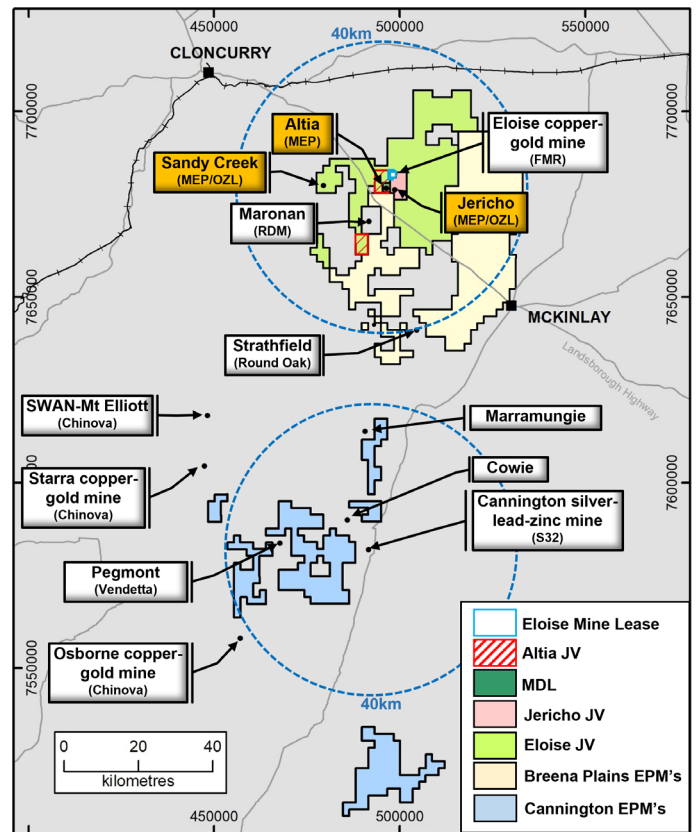 450000
500000
550000
40km
CLONCURRY
7700000
7700000
Altia
(MEP)
Eloise copper-
gold mine
(FMR)
Sandy Creek
(MEP/OZL)
Jericho
(MEP/OZL)
Maronan
(RDM)
7650000
7650000
MCKINLAY
Strathfield
(Round Oak)
Landsborough Highway
SWAN-Mt Elliott
(Chinova)
Marramungie
Starra copper-
gold mine
(Chinova)
Cowie
7600000
Cannington silver-
lead-zinc mine
(S32)
Pegmont
(Vendetta)
Osborne copper-
gold mine
(Chinova)
7550000
40km
Eloise Mine Lease
Altia JV
MDL
Jericho JV
Eloise JV
Breena Plains EPM's
Cannington EPM's
0 20 40
kilometres
450000
500000